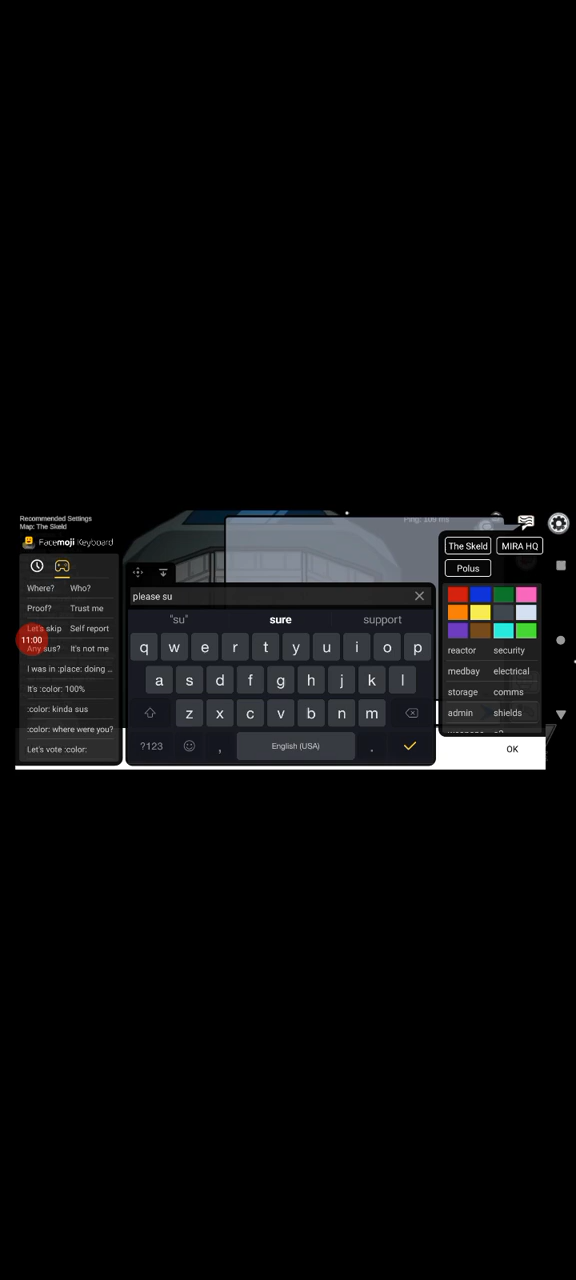 Recommended Settings
Map: The Skeld
Ping: 109 ms
Facemoji Keyboard
The Skeld MIRA HQ
Polus
Where? Who?
Proof? Trust me
Let's skip Self report
11:00
Any sus? It's not me
I was in :place: doing ...
It's :color: 100%
:color: kinda sus
:color: where were you?
Let's vote :color:
please su
"su" sure support
q w e r t y u i o p
a s d f g h j k l
z x c v b n m
?123 , English (USA) .
reactor security
medbay electrical
storage comms
admin shields
OK